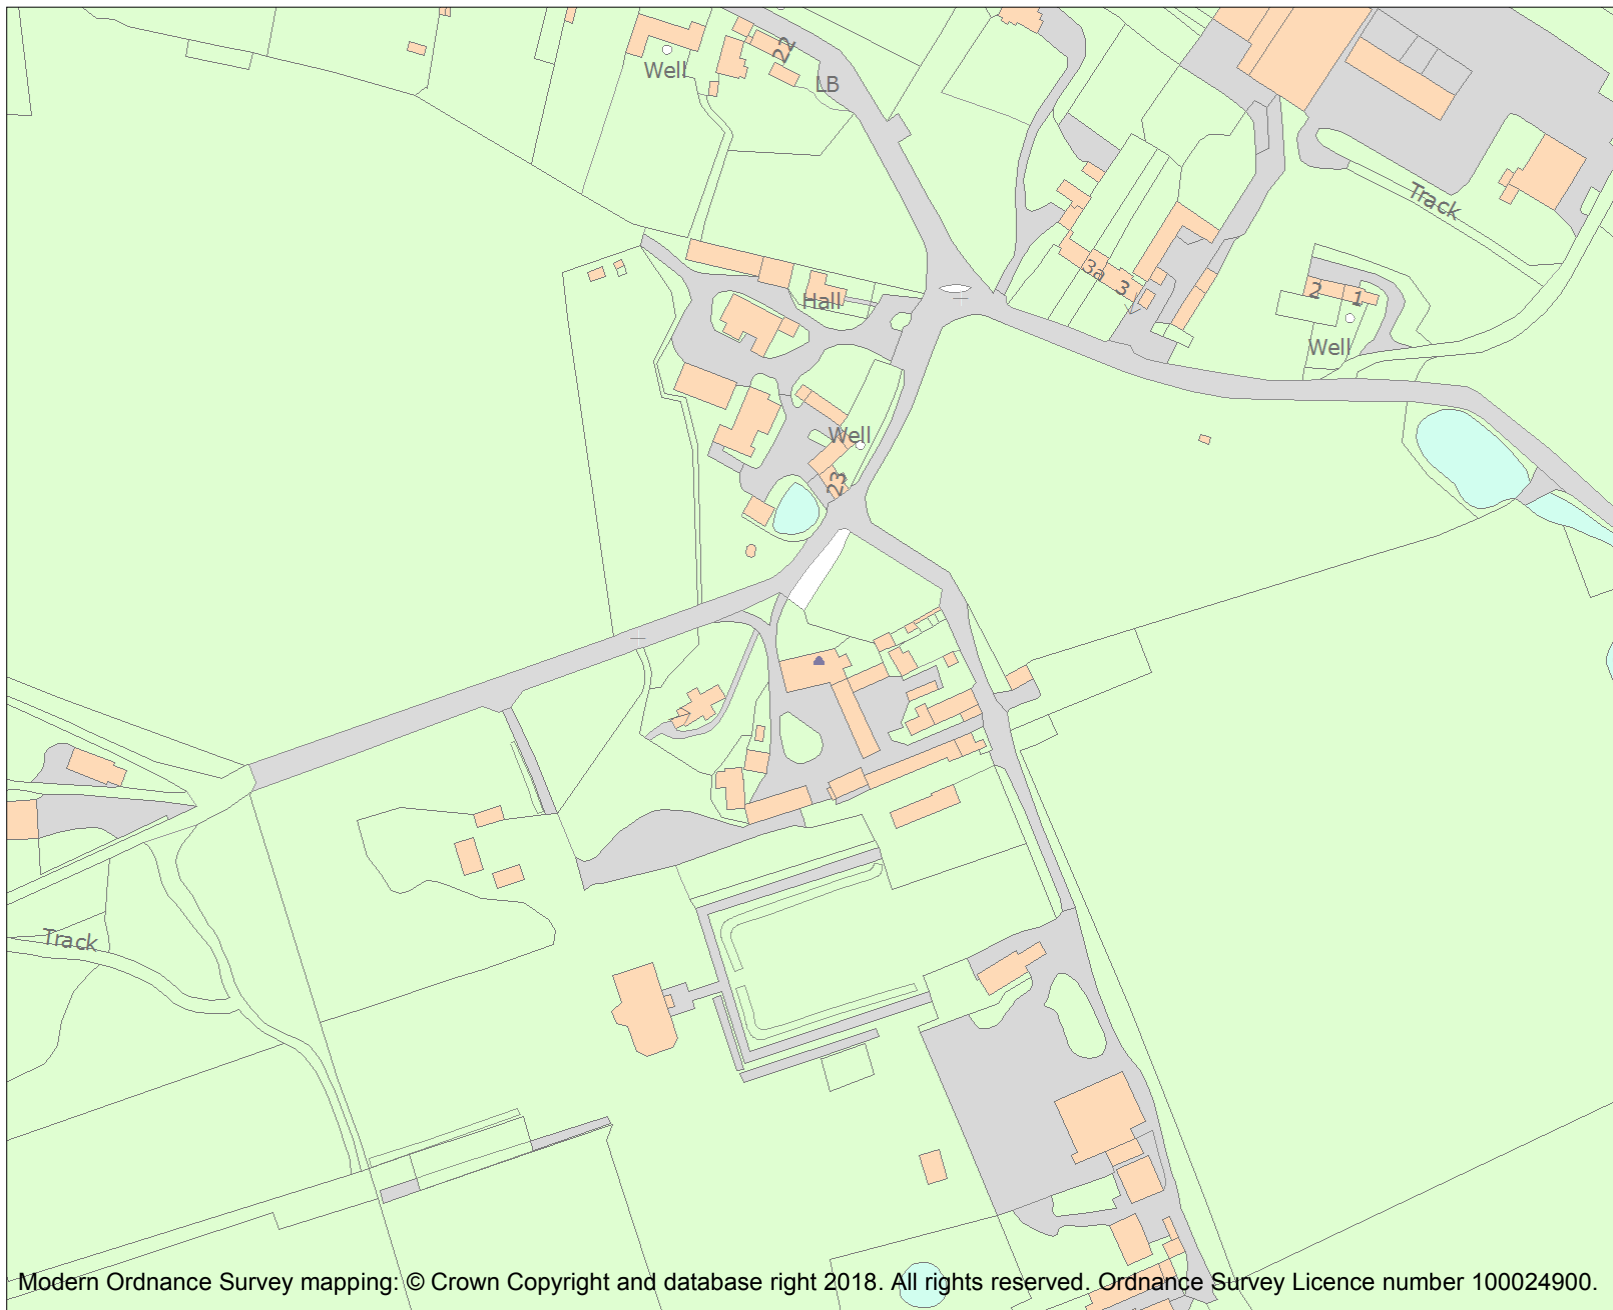 22
Well
LB
Track
3a
3
Hall
2
1
Well
Well
23
Track
Modern Ordnance Survey mapping: © Crown Copyright and database right 2018. All rights reserved. Ordnance Survey Licence number 100024900.